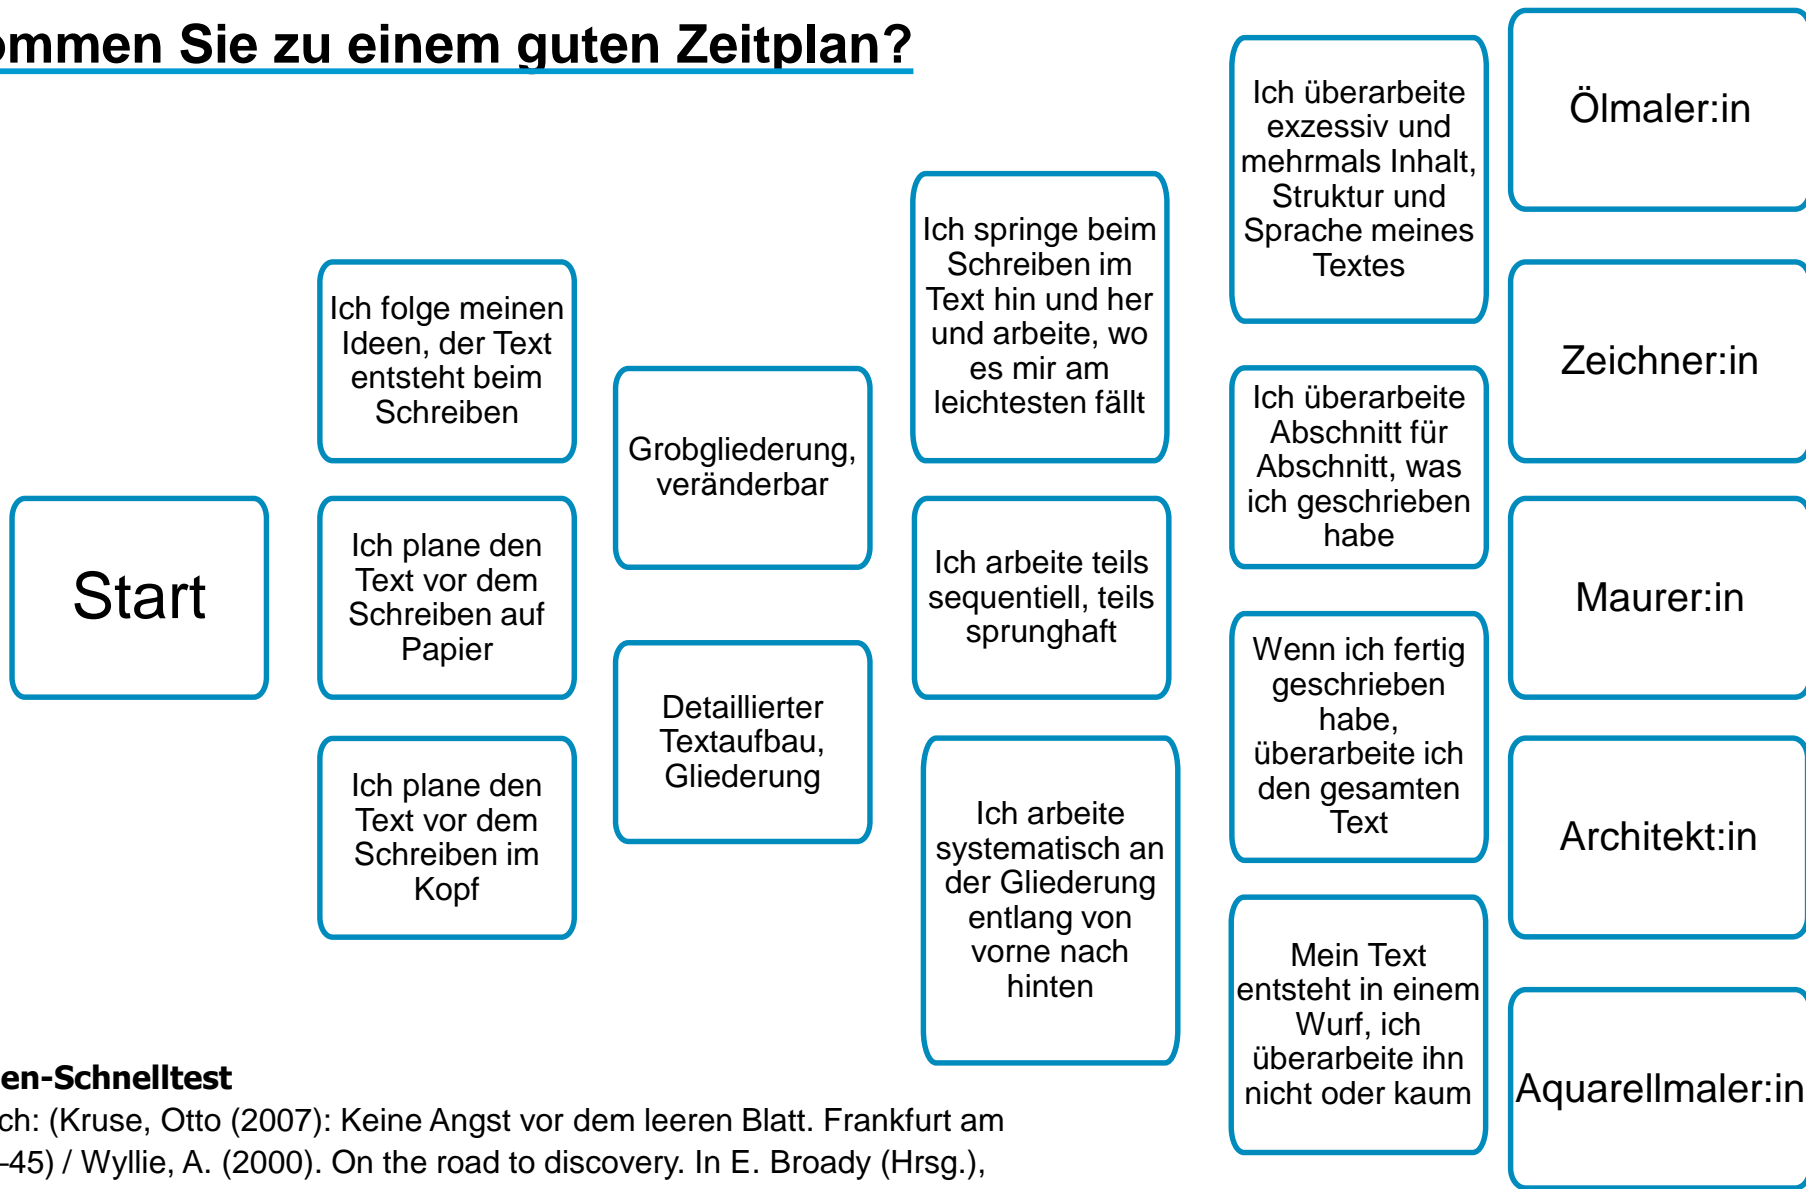 ommen Sie zu einem guten Zeitplan?
Start
Ich folge meinen
Ideen, der Text
entsteht beim
Schreiben
Ich plane den
Text vor dem
Schreiben auf
Papier
Ich plane den
Text vor dem
Schreiben im
Kopf
Grobgliederung,
veränderbar
Detaillierter
Textaufbau,
Gliederung
Ich springe beim
Schreiben im
Text hin und her
und arbeite, wo
es mir am
leichtesten fällt
Ich arbeite teils
sequentiell, teils
sprunghaft
Ich arbeite
systematisch an
der Gliederung
entlang von
vorne nach
hinten
Ich überarbeite
exzessiv und
mehrmals Inhalt,
Struktur und
Sprache meines
Textes
Ich überarbeite
Abschnitt für
Abschnitt, was
ich geschrieben
habe
Wenn ich fertig
geschrieben
habe,
überarbeite ich
den gesamten
Text
Mein Text
entsteht in einem
Wurf, ich
überarbeite ihn
nicht oder kaum
Ölmaler:in
Zeichner:in
Maurer:in
Architekt:in
Aquarellmaler:in
en-Schnelltest
ch: (Kruse, Otto (2007): Keine Angst vor dem leeren Blatt. Frankfurt am
–45) / Wyllie, A. (2000). On the road to discovery. In E. Broady (Hrsg.),